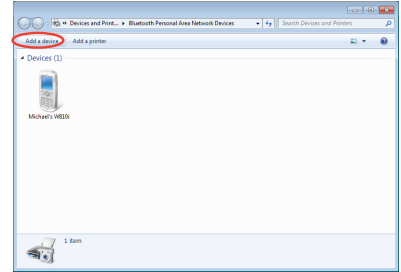 « Devices and Print... ▸ Bluetooth Personal Area Network Devices
Search Devices and Printers
Add a device
Add a printer
Devices (1)
Michael's W810i
1 item